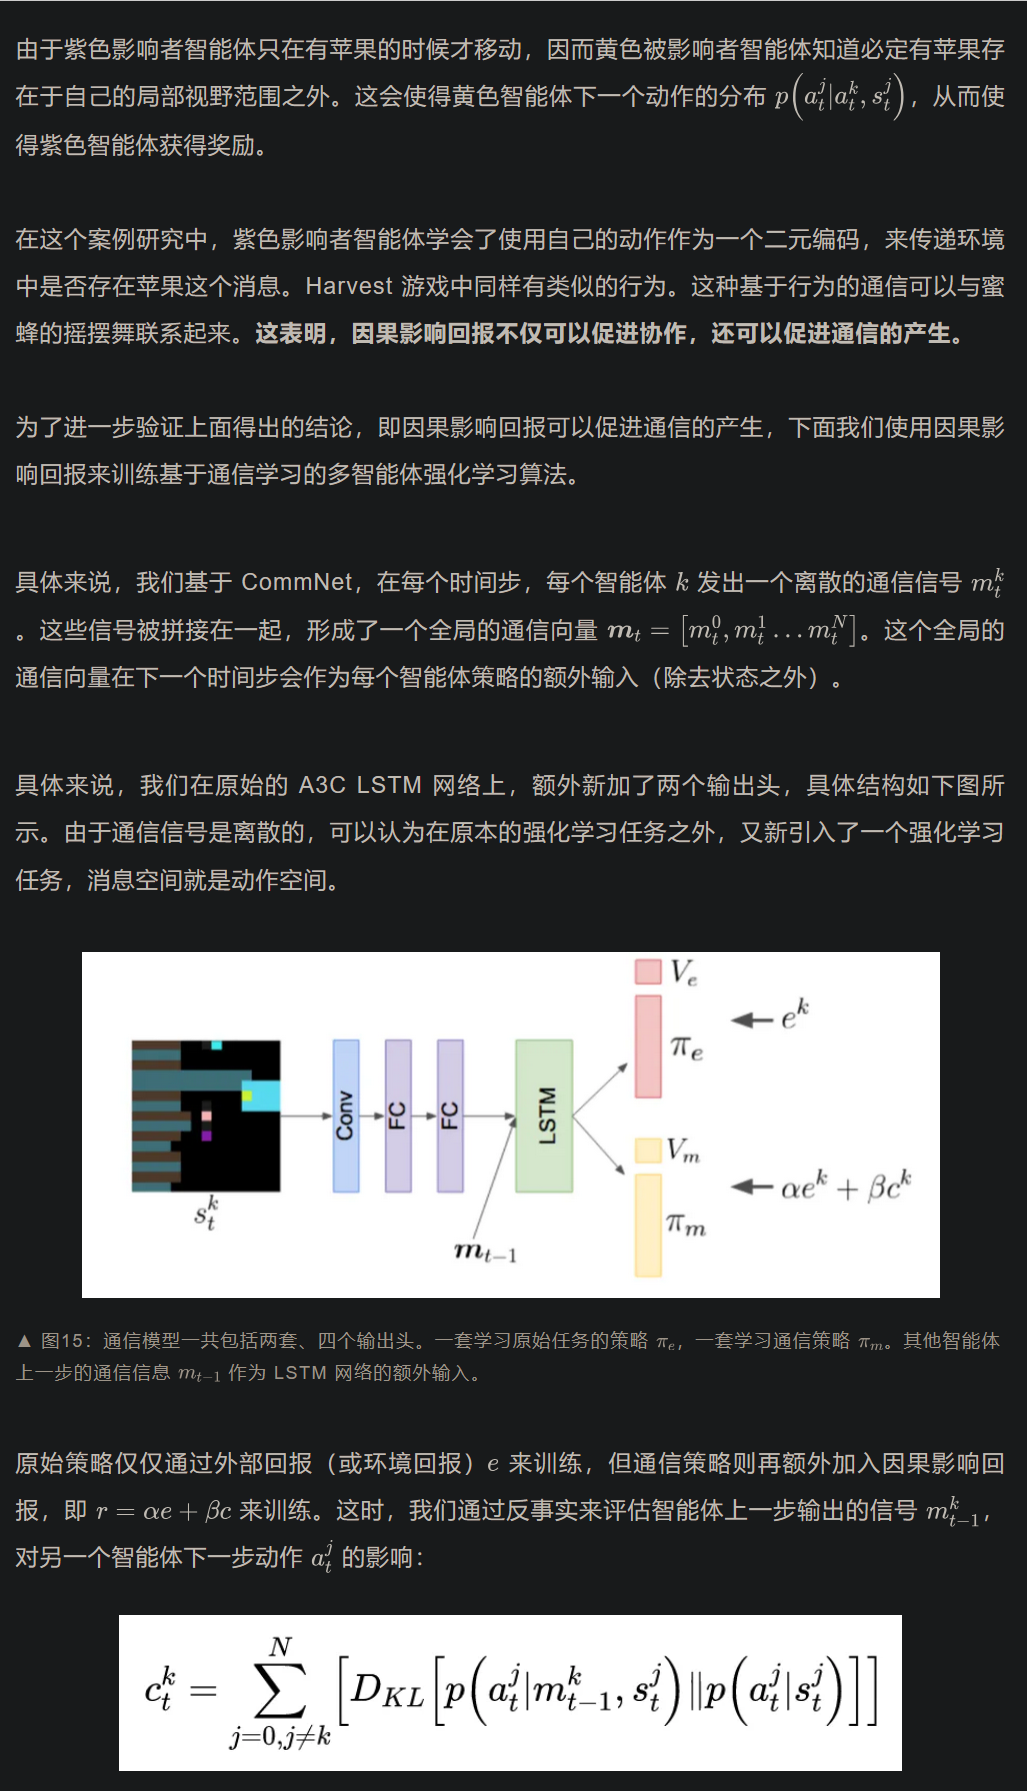 由于紫色影响者智能体只在有苹果的时候才移动，因而黄色被影响者智能体知道必定有苹果存
在于自己的局部视野范围之外。这会使得黄色智能体下一个动作的分布 p(a_t^j|a_t^k, s_t^j)，从而使
得紫色智能体获得奖励。
在这个案例研究中，紫色影响者智能体学会了使用自己的动作作为一个二元编码，来传递环境
中是否存在苹果这个消息。Harvest 游戏中同样有类似的行为。这种基于行为的通信可以与蜜
蜂的摇摆舞联系起来。这表明，因果影响回报不仅可以促进协作，还可以促进通信的产生。
为了进一步验证上面得出的结论，即因果影响回报可以促进通信的产生，下面我们使用因果影
响回报来训练基于通信学习的多智能体强化学习算法。
具体来说，我们基于 CommNet，在每个时间步，每个智能体 k 发出一个离散的通信信号 m_t^k
。这些信号被拼接在一起，形成了一个全局的通信向量 m_t = [m_t^0, m_t^1 … m_t^N]。这个全局的
通信向量在下一个时间步会作为每个智能体策略的额外输入（除去状态之外）。
具体来说，我们在原始的 A3C LSTM 网络上，额外新加了两个输出头，具体结构如下图所
示。由于通信信号是离散的，可以认为在原本的强化学习任务之外，又新引入了一个强化学习
任务，消息空间就是动作空间。
V_e
π_e
e^k
Conv
FC
FC
LSTM
V_m
π_m
αe^k + βc^k
s_t^k
m_{t-1}
▲ 图15：通信模型一共包括两套、四个输出头。一套学习原始任务的策略 π_e，一套学习通信策略 π_m。其他智能体
上一步的通信信息 m_{t-1} 作为 LSTM 网络的额外输入。
原始策略仅仅通过外部回报（或环境回报）e 来训练，但通信策略则再额外加入因果影响回
报，即 r = αe + βc 来训练。这时，我们通过反事实来评估智能体上一步输出的信号 m_{t-1}^k，
对另一个智能体下一步动作 a_t^j 的影响：
c_t^k = ∑_{j=0,j≠k}^N [D_{KL}[p(a_t^j|m_{t-1}^k, s_t^j)‖p(a_t^j|s_t^j)]]